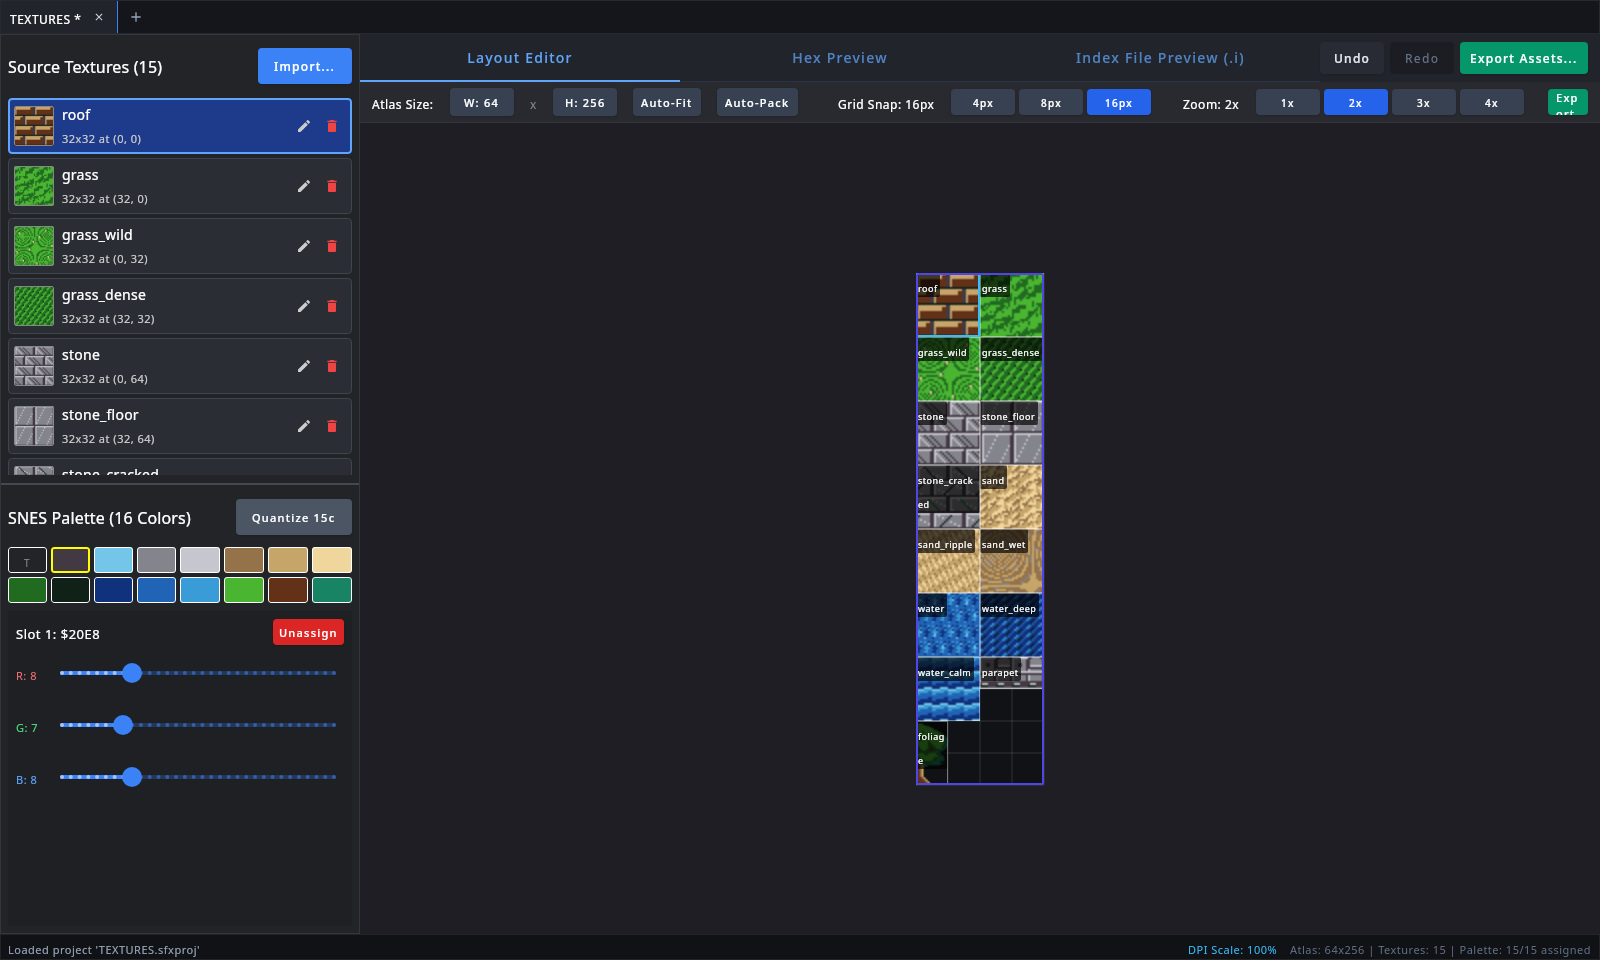 TEXTURES * × +
Source Textures (15) Import...
Layout Editor Hex Preview Index File Preview (.i) Undo Redo Export Assets...
Atlas Size: W: 64 x H: 256 Auto-Fit Auto-Pack Grid Snap: 16px 4px 8px 16px Zoom: 2x 1x 2x 3x 4x Exp
ort
roof
32x32 at (0, 0)
grass
32x32 at (32, 0)
grass_wild
32x32 at (0, 32)
grass_dense
32x32 at (32, 32)
stone
32x32 at (0, 64)
stone_floor
32x32 at (32, 64)
stone_cracked
SNES Palette (16 Colors) Quantize 15c
T
Slot 1: $20E8 Unassign
R: 8
G: 7
B: 8
roof grass
grass_wild grass_dense
stone stone_floor
stone_crack sand
ed
sand_ripple sand_wet
water water_deep
water_calm parapet
foliag
e
Loaded project 'TEXTURES.sfxproj' DPI Scale: 100% Atlas: 64x256 | Textures: 15 | Palette: 15/15 assigned